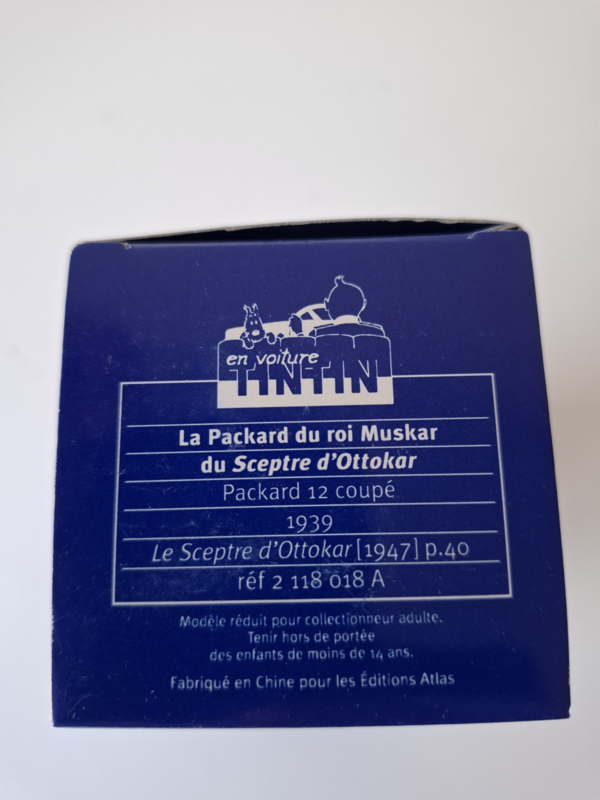 en voiture
TINTIN
La Packard du roi Muskar
du Sceptre d'Ottokar
Packard 12 coupé
1939
Le Sceptre d'Ottokar [1947] p.40
réf 2 118 018 A
Modèle réduit pour collectionneur adulte.
Tenir hors de portée
des enfants de moins de 14 ans.
Fabriqué en Chine pour les Éditions Atlas